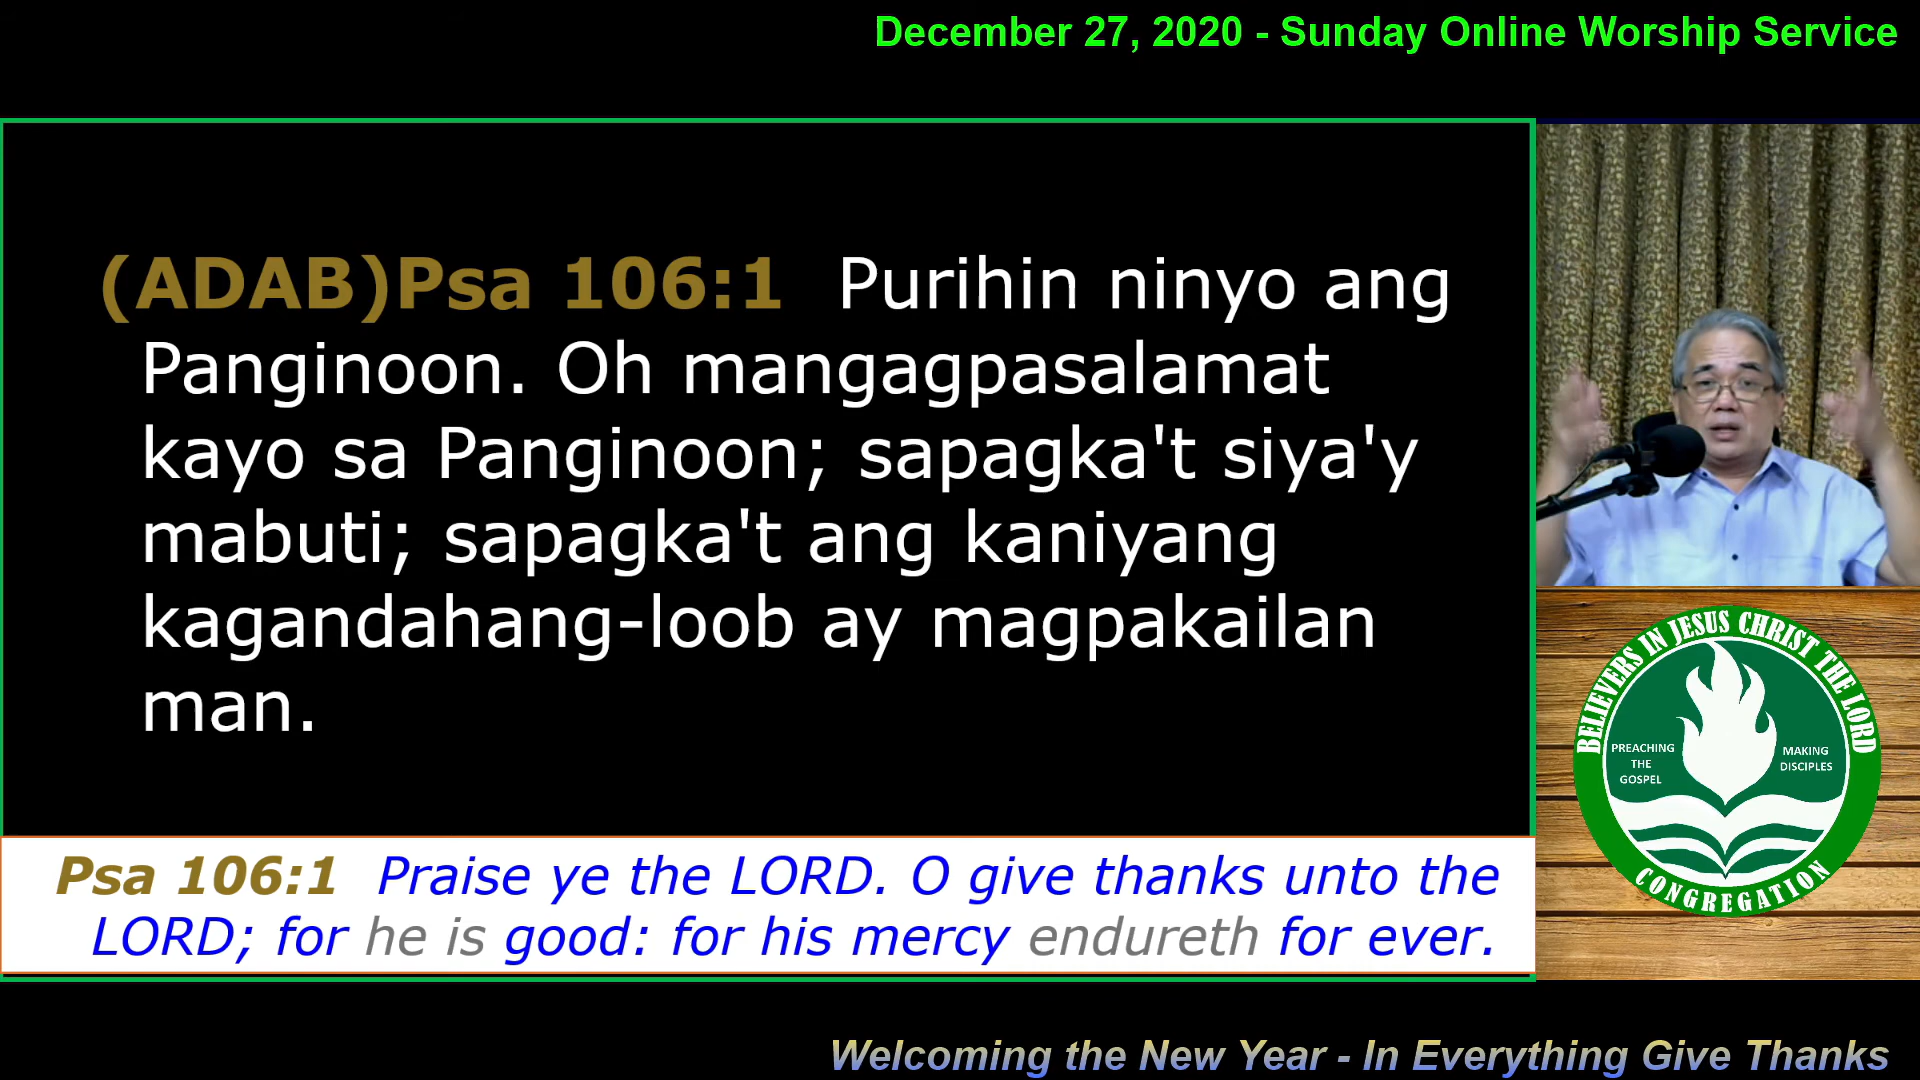 December 27, 2020 - Sunday Online Worship Service
(ADAB)Psa 106:1 Purihin ninyo ang
Panginoon. Oh mangagpasalamat
kayo sa Panginoon; sapagka't siya'y
mabuti; sapagka't ang kaniyang
kagandahang-loob ay magpakailan
man.
Psa 106:1 Praise ye the LORD. O give thanks unto the
LORD; for he is good: for his mercy endureth for ever.
BELIEVERS IN JESUS CHRIST THE LORD
PREACHING
THE
GOSPEL
MAKING
DISCIPLES
CONGREGATION
Welcoming the New Year - In Everything Give Thanks